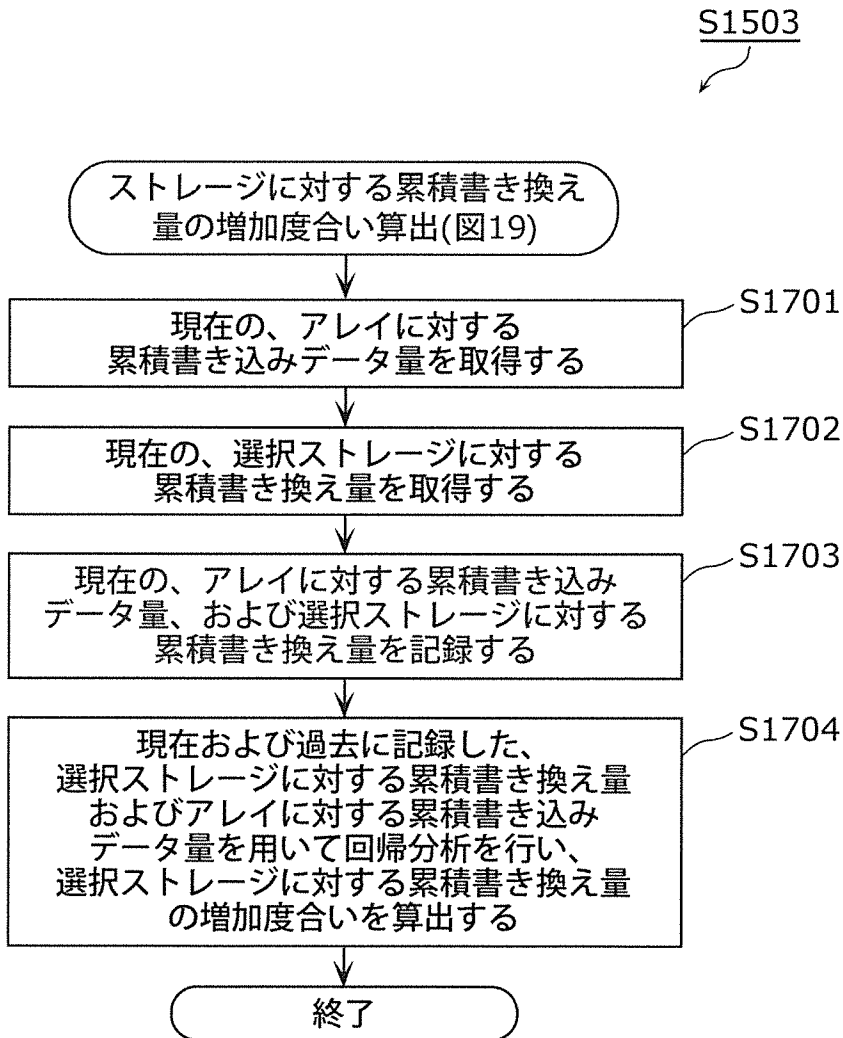 S1503
ストレージに対する累積書き換え
量の増加度合い算出(図19)
S1701
現在の、アレイに対する
累積書き込みデータ量を取得する
S1702
現在の、選択ストレージに対する
累積書き換え量を取得する
S1703
現在の、アレイに対する累積書き込み
データ量、および選択ストレージに対する
累積書き換え量を記録する
S1704
現在および過去に記録した、
選択ストレージに対する累積書き換え量
およびアレイに対する累積書き込み
データ量を用いて回帰分析を行い、
選択ストレージに対する累積書き換え量
の増加度合いを算出する
終了